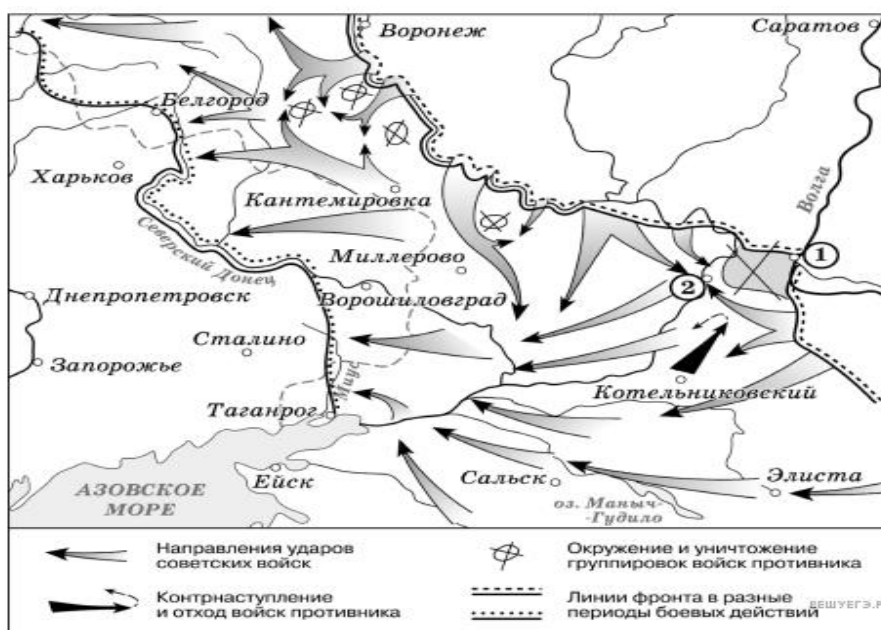 Воронеж
Саратов
Белгород
Харьков
Волга
Кантемировка
Северский Донец
Миллерово
1
2
Днепропетровск
Ворошиловград
Сталино
Запорожье
Миус
Котельниковский
Таганрог
Ейск
Сальск
Элиста
АЗОВСКОЕ
МОРЕ
оз. Маныч-
-Гудило
Направления ударов
советских войск
Окружение и уничтожение
группировок войск противника
Контрнаступление
и отход войск противника
Линии фронта в разные
периоды боевых действий